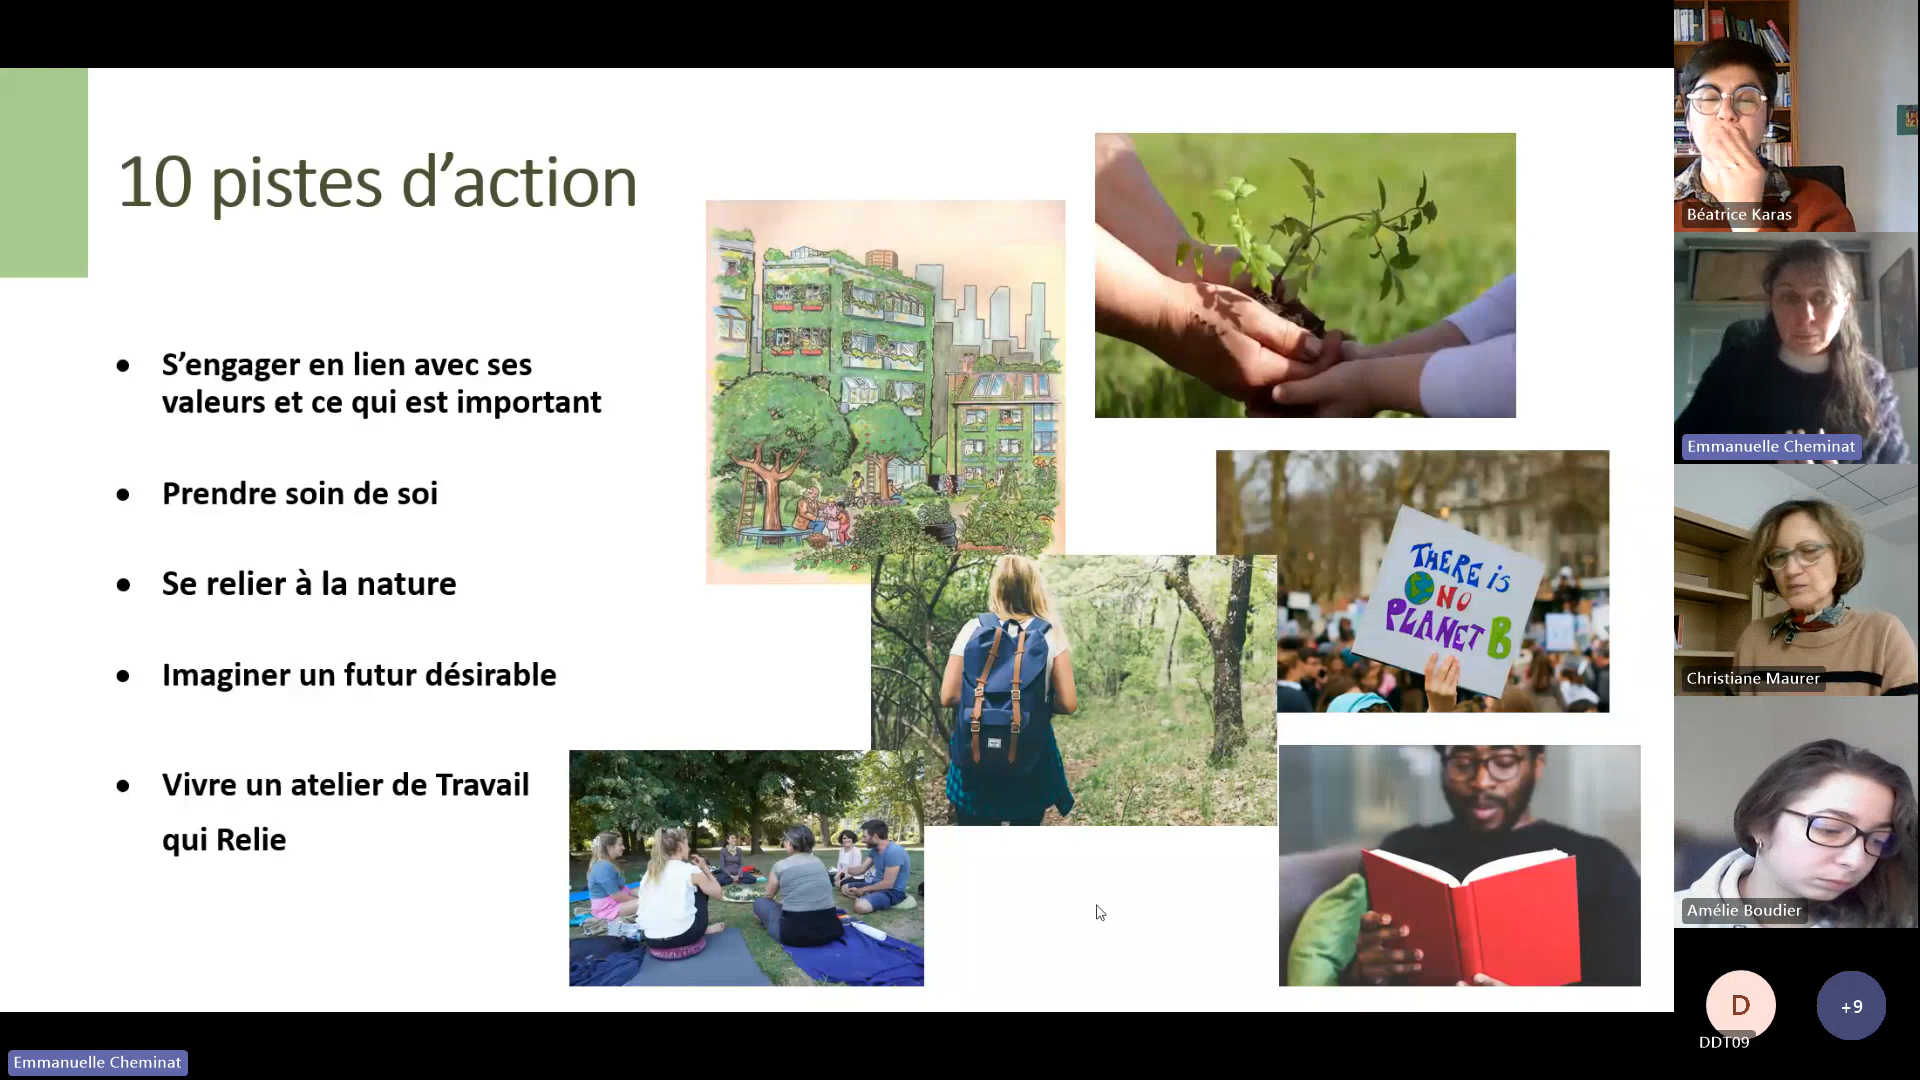 10 pistes d’action
S’engager en lien avec ses
valeurs et ce qui est important
Prendre soin de soi
Se relier à la nature
Imaginer un futur désirable
Vivre un atelier de Travail
qui Relie
THERE is
NO
PLANET B
Béatrice Karas
Emmanuelle Cheminat
Christiane Maurer
Amélie Boudier
D
DDT09
+9
Emmanuelle Cheminat